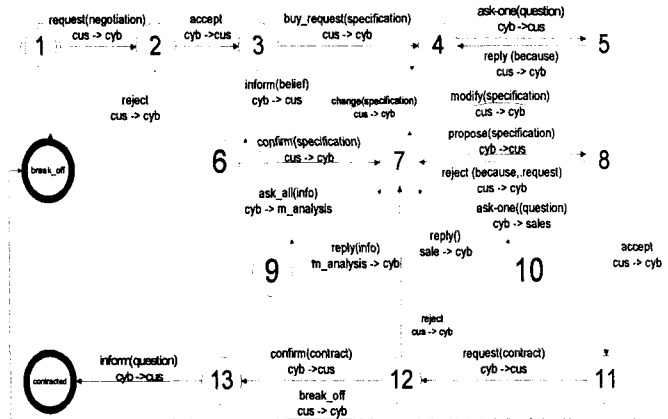 request(negotiation)
cus -> cyb
accept
cyb ->cus
buy_request(specification)
cus -> cyb
ask-one(question)
cyb ->cus
1
2
3
4
5
reply (because)
cus -> cyb
reject
cus -> cyb
inform(belief)
cyb -> cus
change(specification)
cus -> cyb
modify(specification)
cus -> cyb
break_off
6
confirm(specification)
cus -> cyb
7
propose(specification)
cyb ->cus
8
reject (because,.request)
cus -> cyb
ask_all(info)
cyb -> m_analysis
ask-one((question)
cyb -> sales
9
reply(info)
m_analysis -> cyb
reply()
sale -> cyb
10
accept
cus -> cyb
reject
cus -> cyb
contracted
inform(question)
cyb ->cus
13
confirm(contract)
cyb ->cus
12
request(contract)
cyb ->cus
11
break_off
cus -> cyb